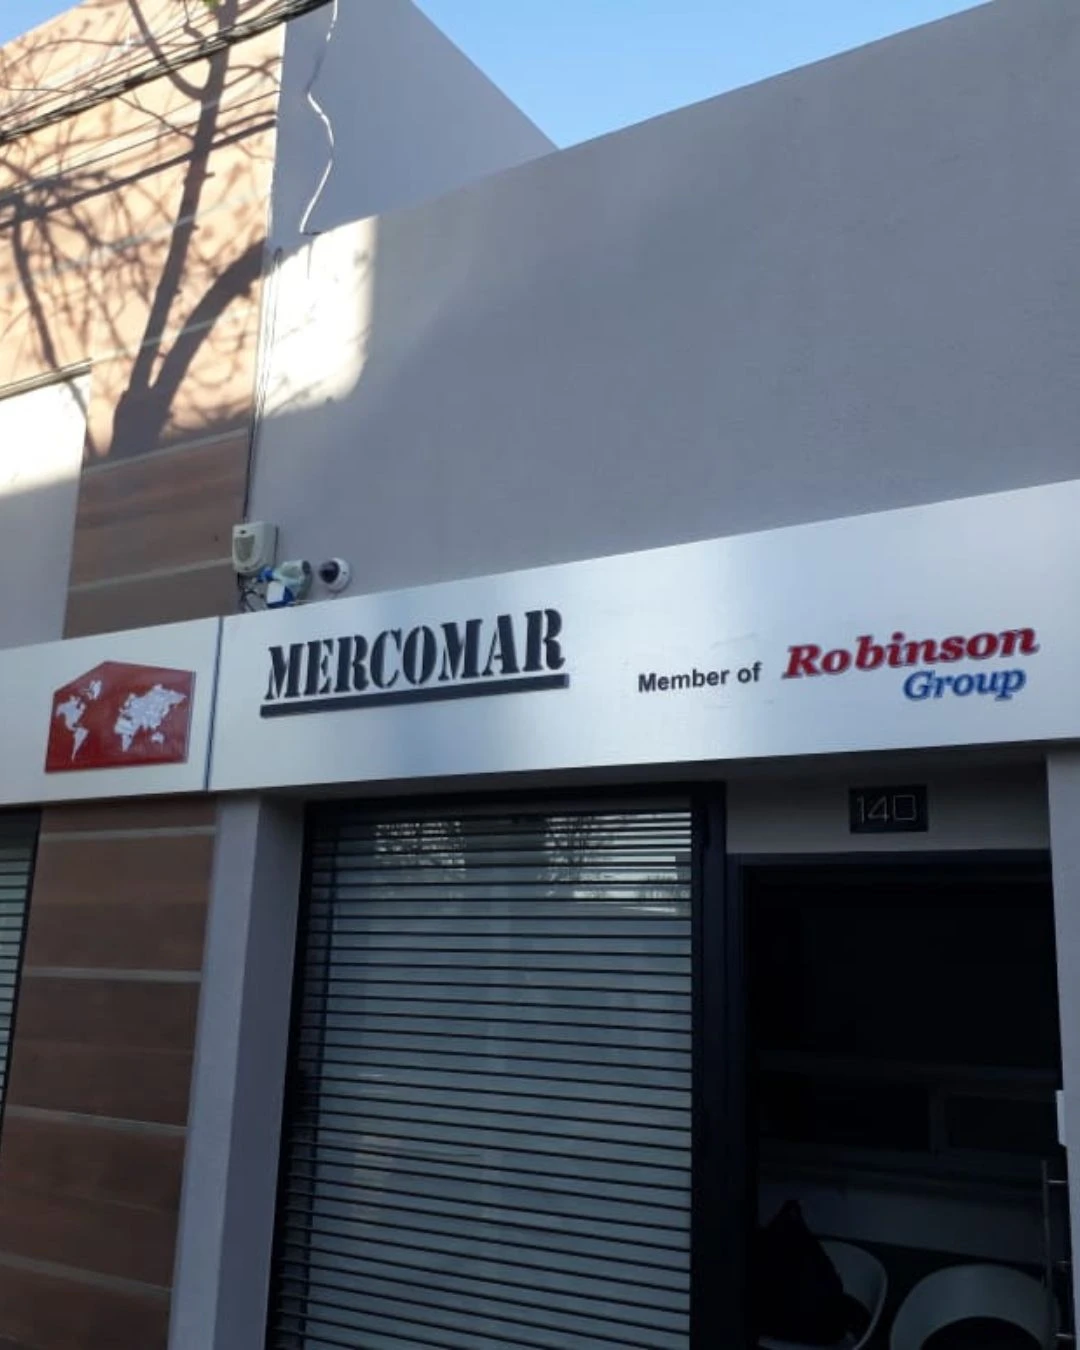 MERCOMAR
Member of Robinson
Group
140